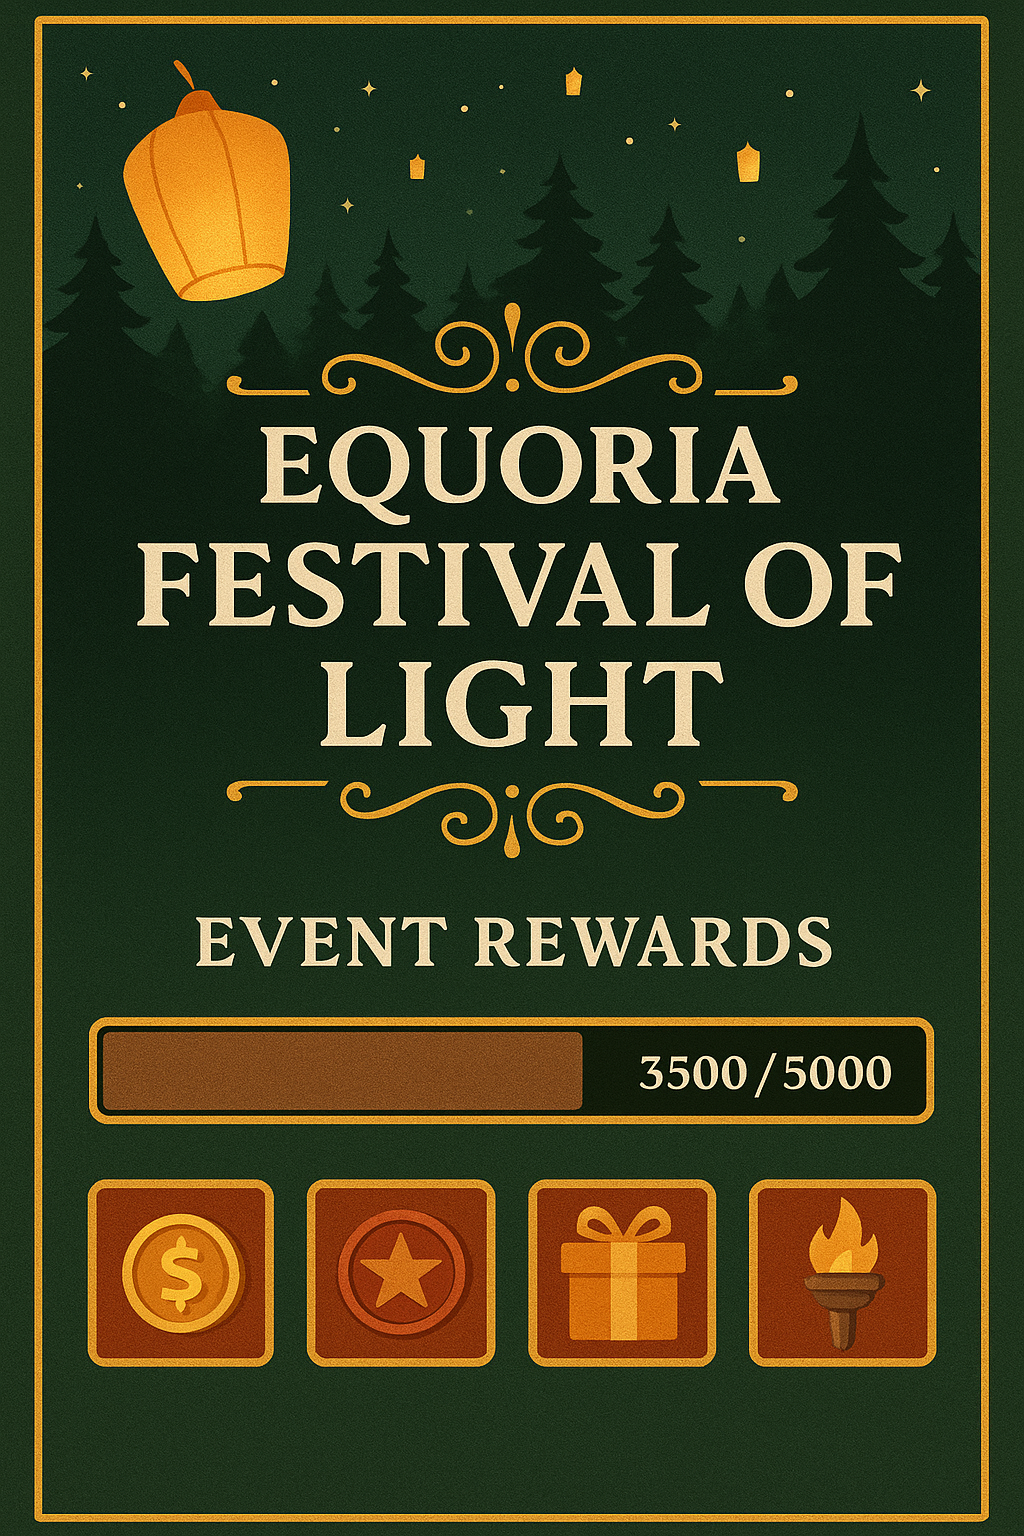 EQUORIA
FESTIVAL OF
LIGHT
EVENT REWARDS
3500/5000
$